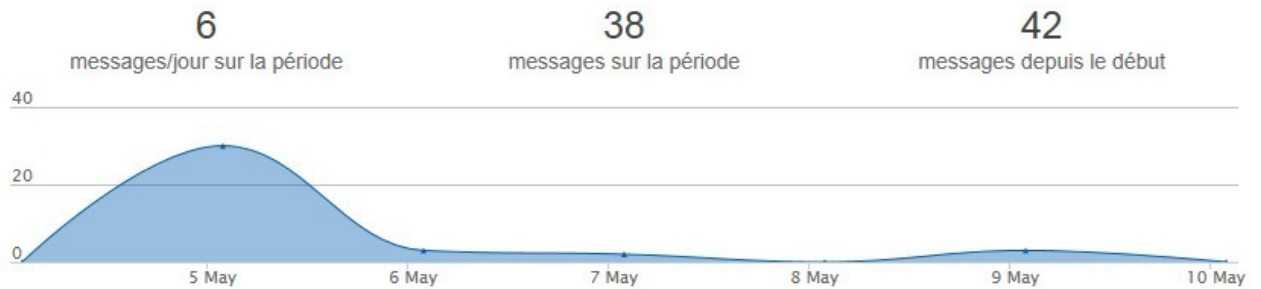 6 38 42
messages/jour sur la période messages sur la période messages depuis le début
40
20
0
5 May 6 May 7 May 8 May 9 May 10 May